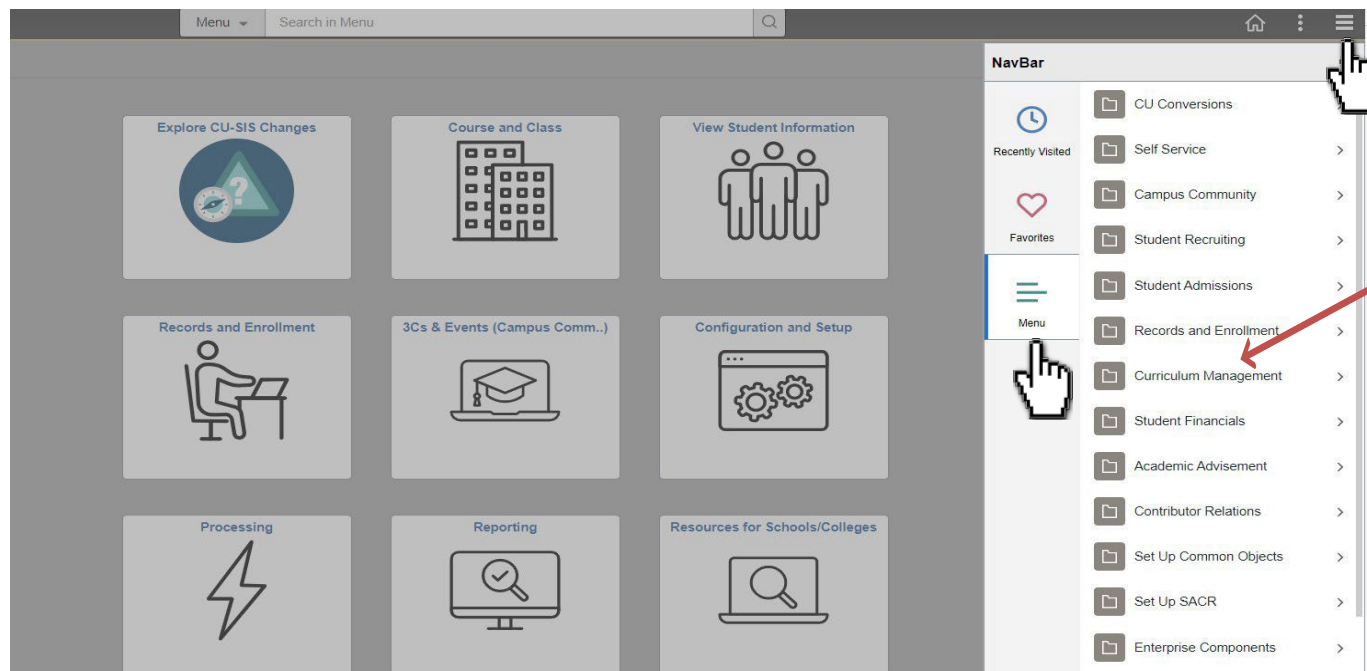 Menu
Search in Menu
NavBar
Explore CU-SIS Changes
?
Course and Class
View Student Information
Records and Enrollment
3Cs & Events (Campus Comm..)
Configuration and Setup
Processing
Reporting
Resources for Schools/Colleges
Recently Visited
Favorites
Menu
CU Conversions
Self Service
Campus Community
Student Recruiting
Student Admissions
Records and Enrollment
Curriculum Management
Student Financials
Academic Advisement
Contributor Relations
Set Up Common Objects
Set Up SACR
Enterprise Components